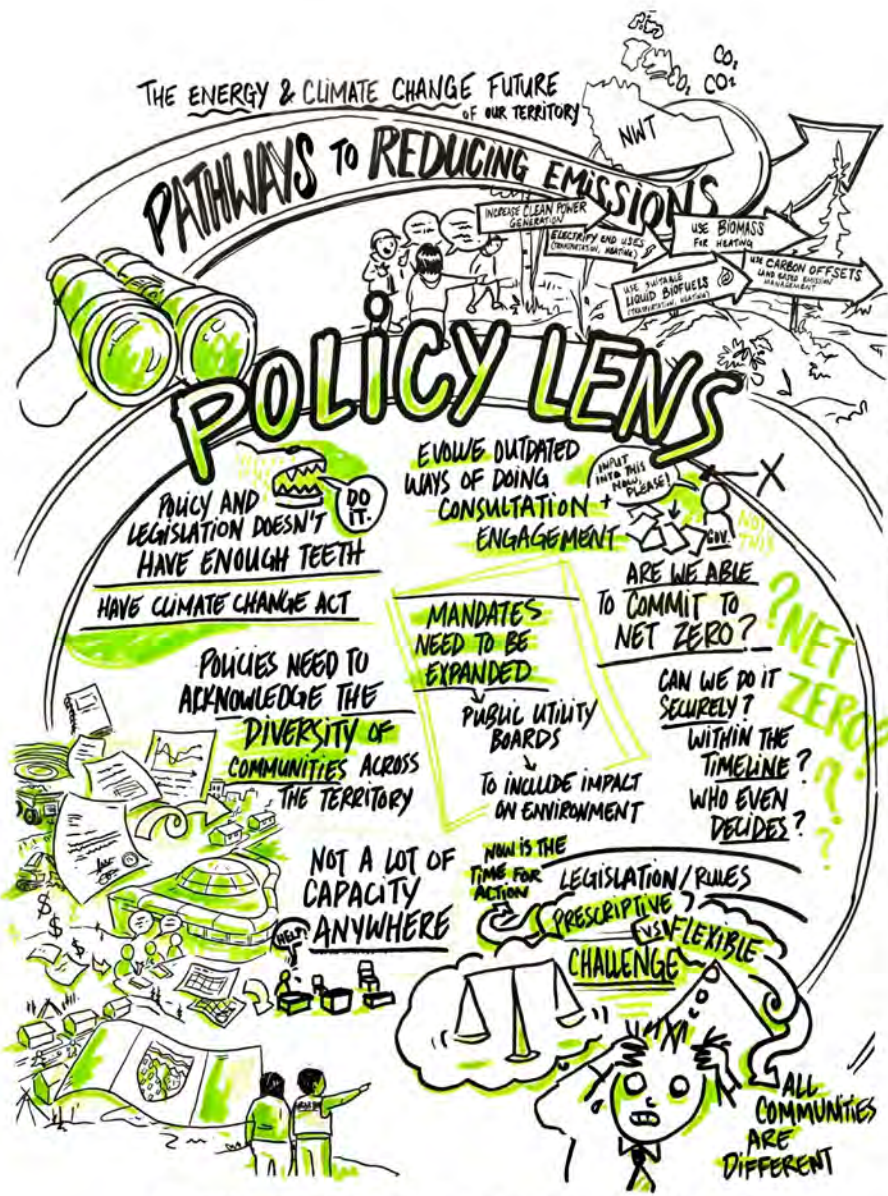 CO₂
CO₂
CO₂
THE ENERGY & CLIMATE CHANGE FUTURE
OF OUR TERRITORY
NWT
PATHWAYS TO REDUCING EMISSIONS
INCREASE CLEAN POWER
GENERATION
ELECTRIFY END USES
(TRANSPORTATION, HEATING)
USE BIOMASS
FOR HEATING
USE SUITABLE
LIQUID BIOFUELS
(TRANSPORTATION, HEATING)
USE CARBON OFFSETS
LAND BASED EMISSION
MANAGEMENT
POLICY LENS
POLICY AND
LEGISLATION DOESN'T
HAVE ENOUGH TEETH
DO
IT.
HAVE CLIMATE CHANGE ACT
EVOLVE OUTDATED
WAYS OF DOING
CONSULTATION +
ENGAGEMENT
INPUT
INTO THIS
NOW,
PLEASE!
GOV.
X
NOT
THIS
MANDATES
NEED TO BE
EXPANDED
PUBLIC UTILITY
BOARDS
TO INCLUDE IMPACT
ON ENVIRONMENT
ARE WE ABLE
TO COMMIT TO
NET ZERO?
CAN WE DO IT
SECURELY?
WITHIN THE
TIMELINE?
WHO EVEN
DECIDES?
?NET
ZERO?
?
?
POLICIES NEED TO
ACKNOWLEDGE THE
DIVERSITY OF
COMMUNITIES ACROSS
THE TERRITORY
$
$
$
NOT A LOT OF
CAPACITY
ANYWHERE
HELP!
NOW IS THE
TIME FOR
ACTION
LEGISLATION/RULES
PRESCRIPTIVE
VS FLEXIBLE
CHALLENGE
ALL
COMMUNITIES
ARE
DIFFERENT